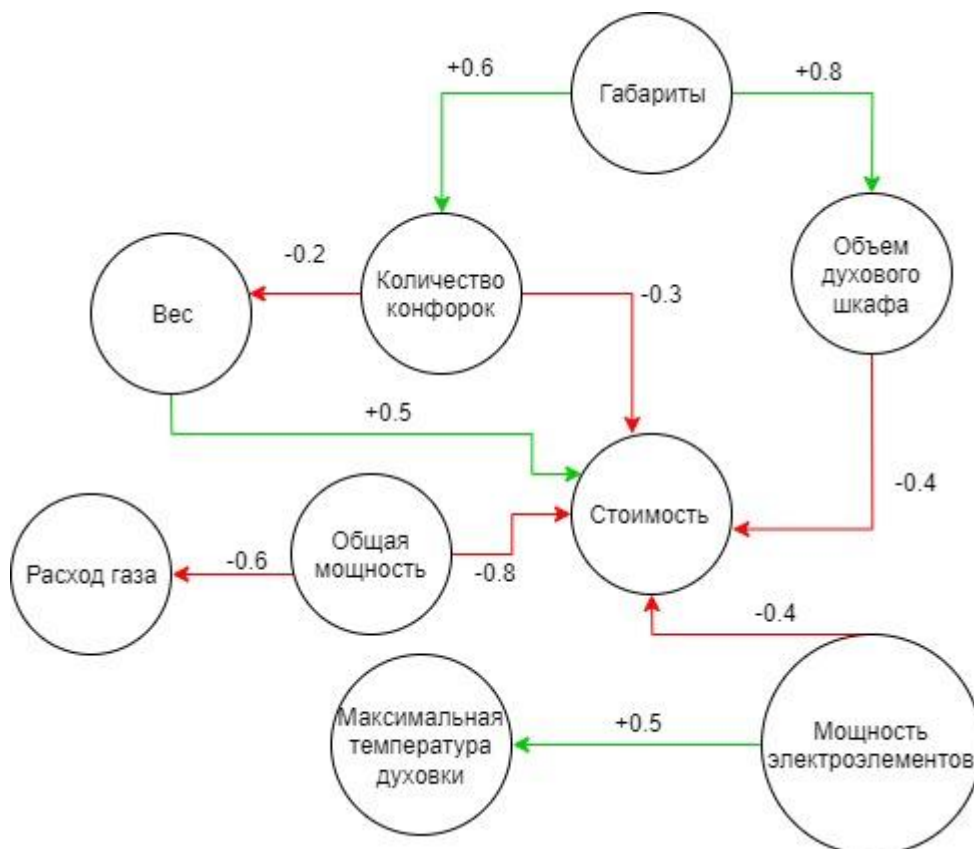 +0.6
+0.8
Габариты
-0.2
Количество
конфорок
-0.3
Объем
духового
шкафа
Вес
+0.5
-0.4
Стоимость
Общая
мощность
-0.8
-0.6
Расход газа
-0.4
Максимальная
температура
духовки
+0.5
Мощность
электроэлементов